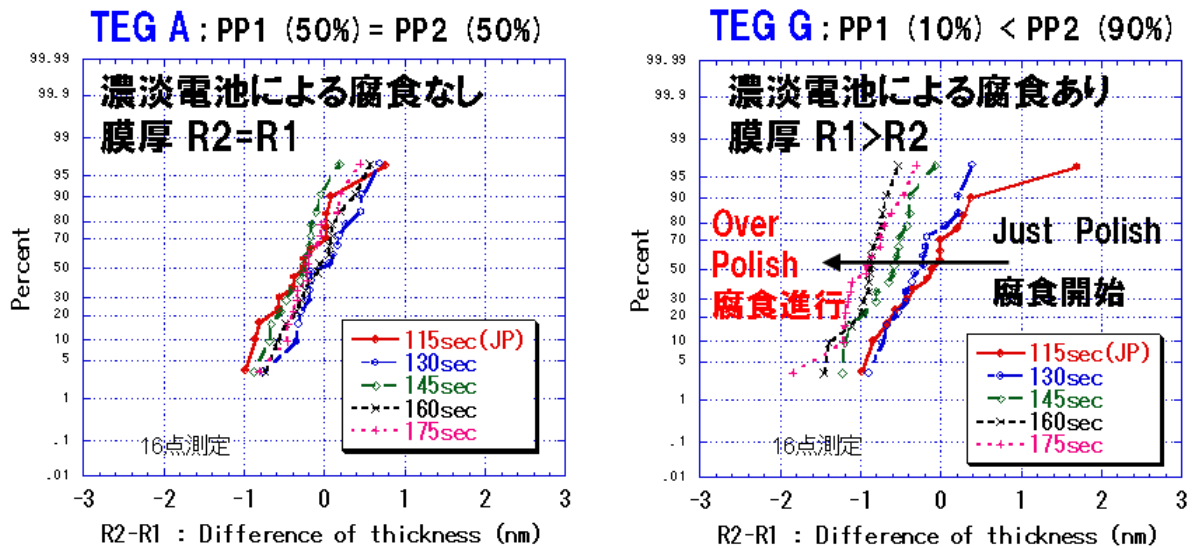 TEG A : PP1 (50%) = PP2 (50%)
99.99
99.9
99
95
90
80
70
50
30
20
10
5
1
.1
.01
Percent
濃淡電池による腐食なし
膜厚 R2=R1
115sec(JP)
130sec
145sec
160sec
175sec
16点測定
-3 -2 -1 0 1 2 3
R2-R1 : Difference of thickness (nm)
TEG G : PP1 (10%) < PP2 (90%)
99.99
99.9
99
95
90
80
70
50
30
20
10
5
1
.1
.01
Percent
濃淡電池による腐食あり
膜厚 R1>R2
Over
Polish
腐食進行
Just Polish
腐食開始
115sec(JP)
130sec
145sec
160sec
175sec
16点測定
-3 -2 -1 0 1 2 3
R2-R1 : Difference of thickness (nm)